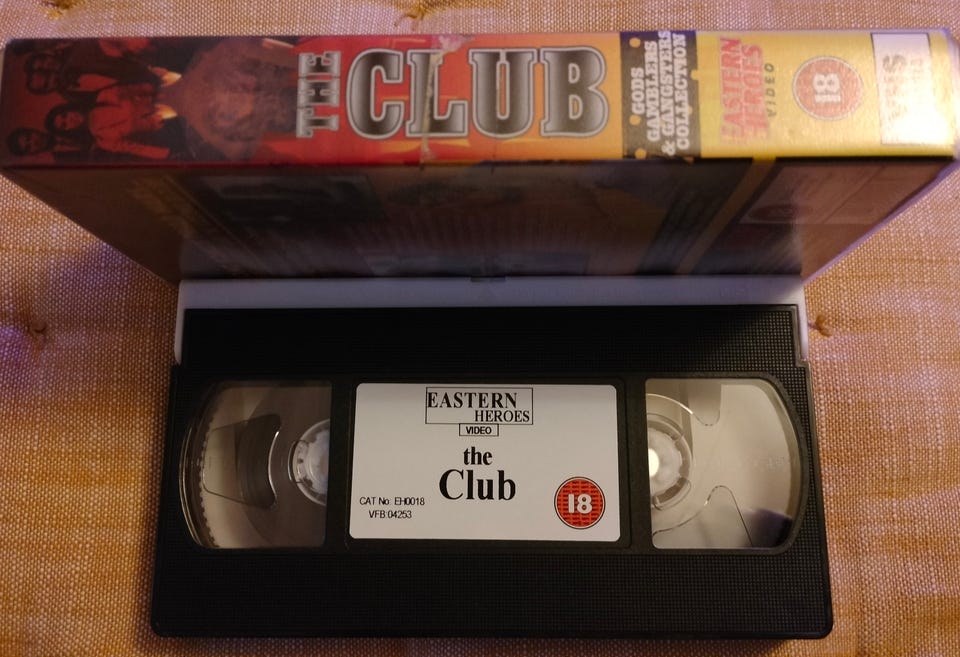 THE CLUB
GODS
GAMBLERS
& GANGSTERS
COLLECTION
EASTERN
HEROES
VIDEO
18
VHS
EASTERN
HEROES
VIDEO
the
Club
CAT No: EH0018
VFB:04253
18